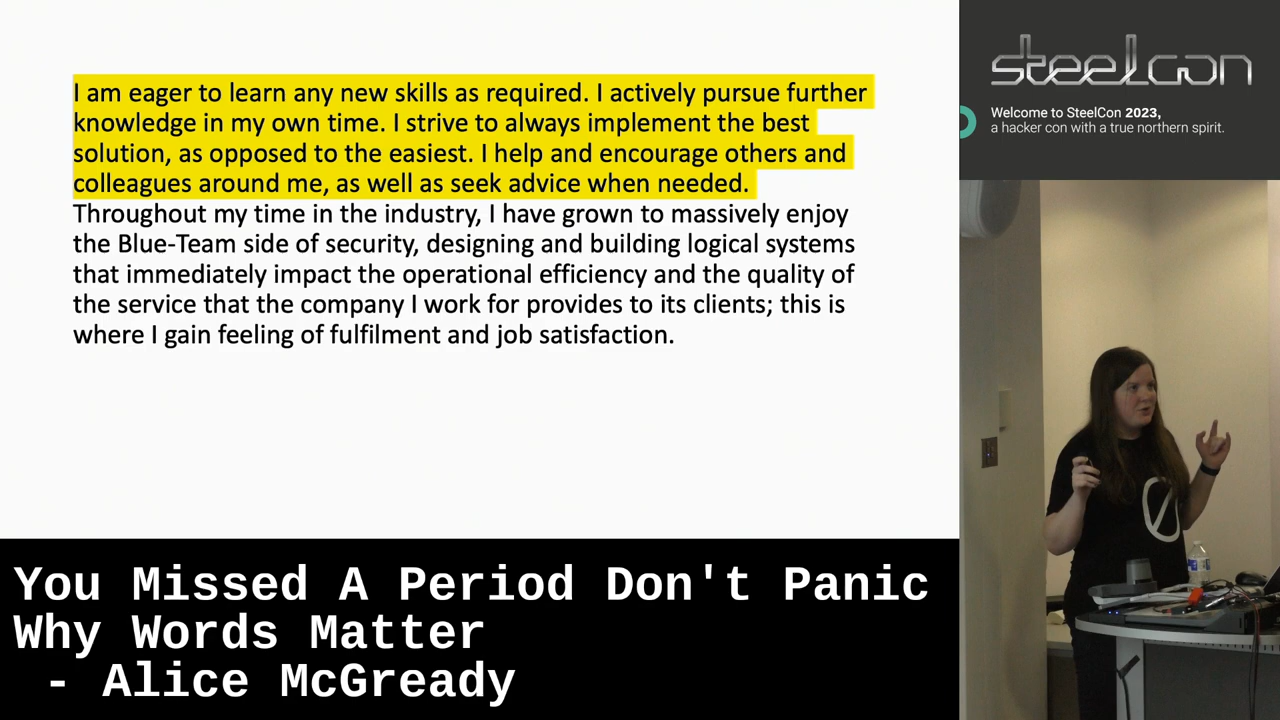 I am eager to learn any new skills as required. I actively pursue further
knowledge in my own time. I strive to always implement the best
solution, as opposed to the easiest. I help and encourage others and
colleagues around me, as well as seek advice when needed.
Throughout my time in the industry, I have grown to massively enjoy
the Blue-Team side of security, designing and building logical systems
that immediately impact the operational efficiency and the quality of
the service that the company I work for provides to its clients; this is
where I gain feeling of fulfilment and job satisfaction.
steelcon
Welcome to SteelCon 2023,
a hacker con with a true northern spirit.
You Missed A Period Don't Panic
Why Words Matter
- Alice McGready